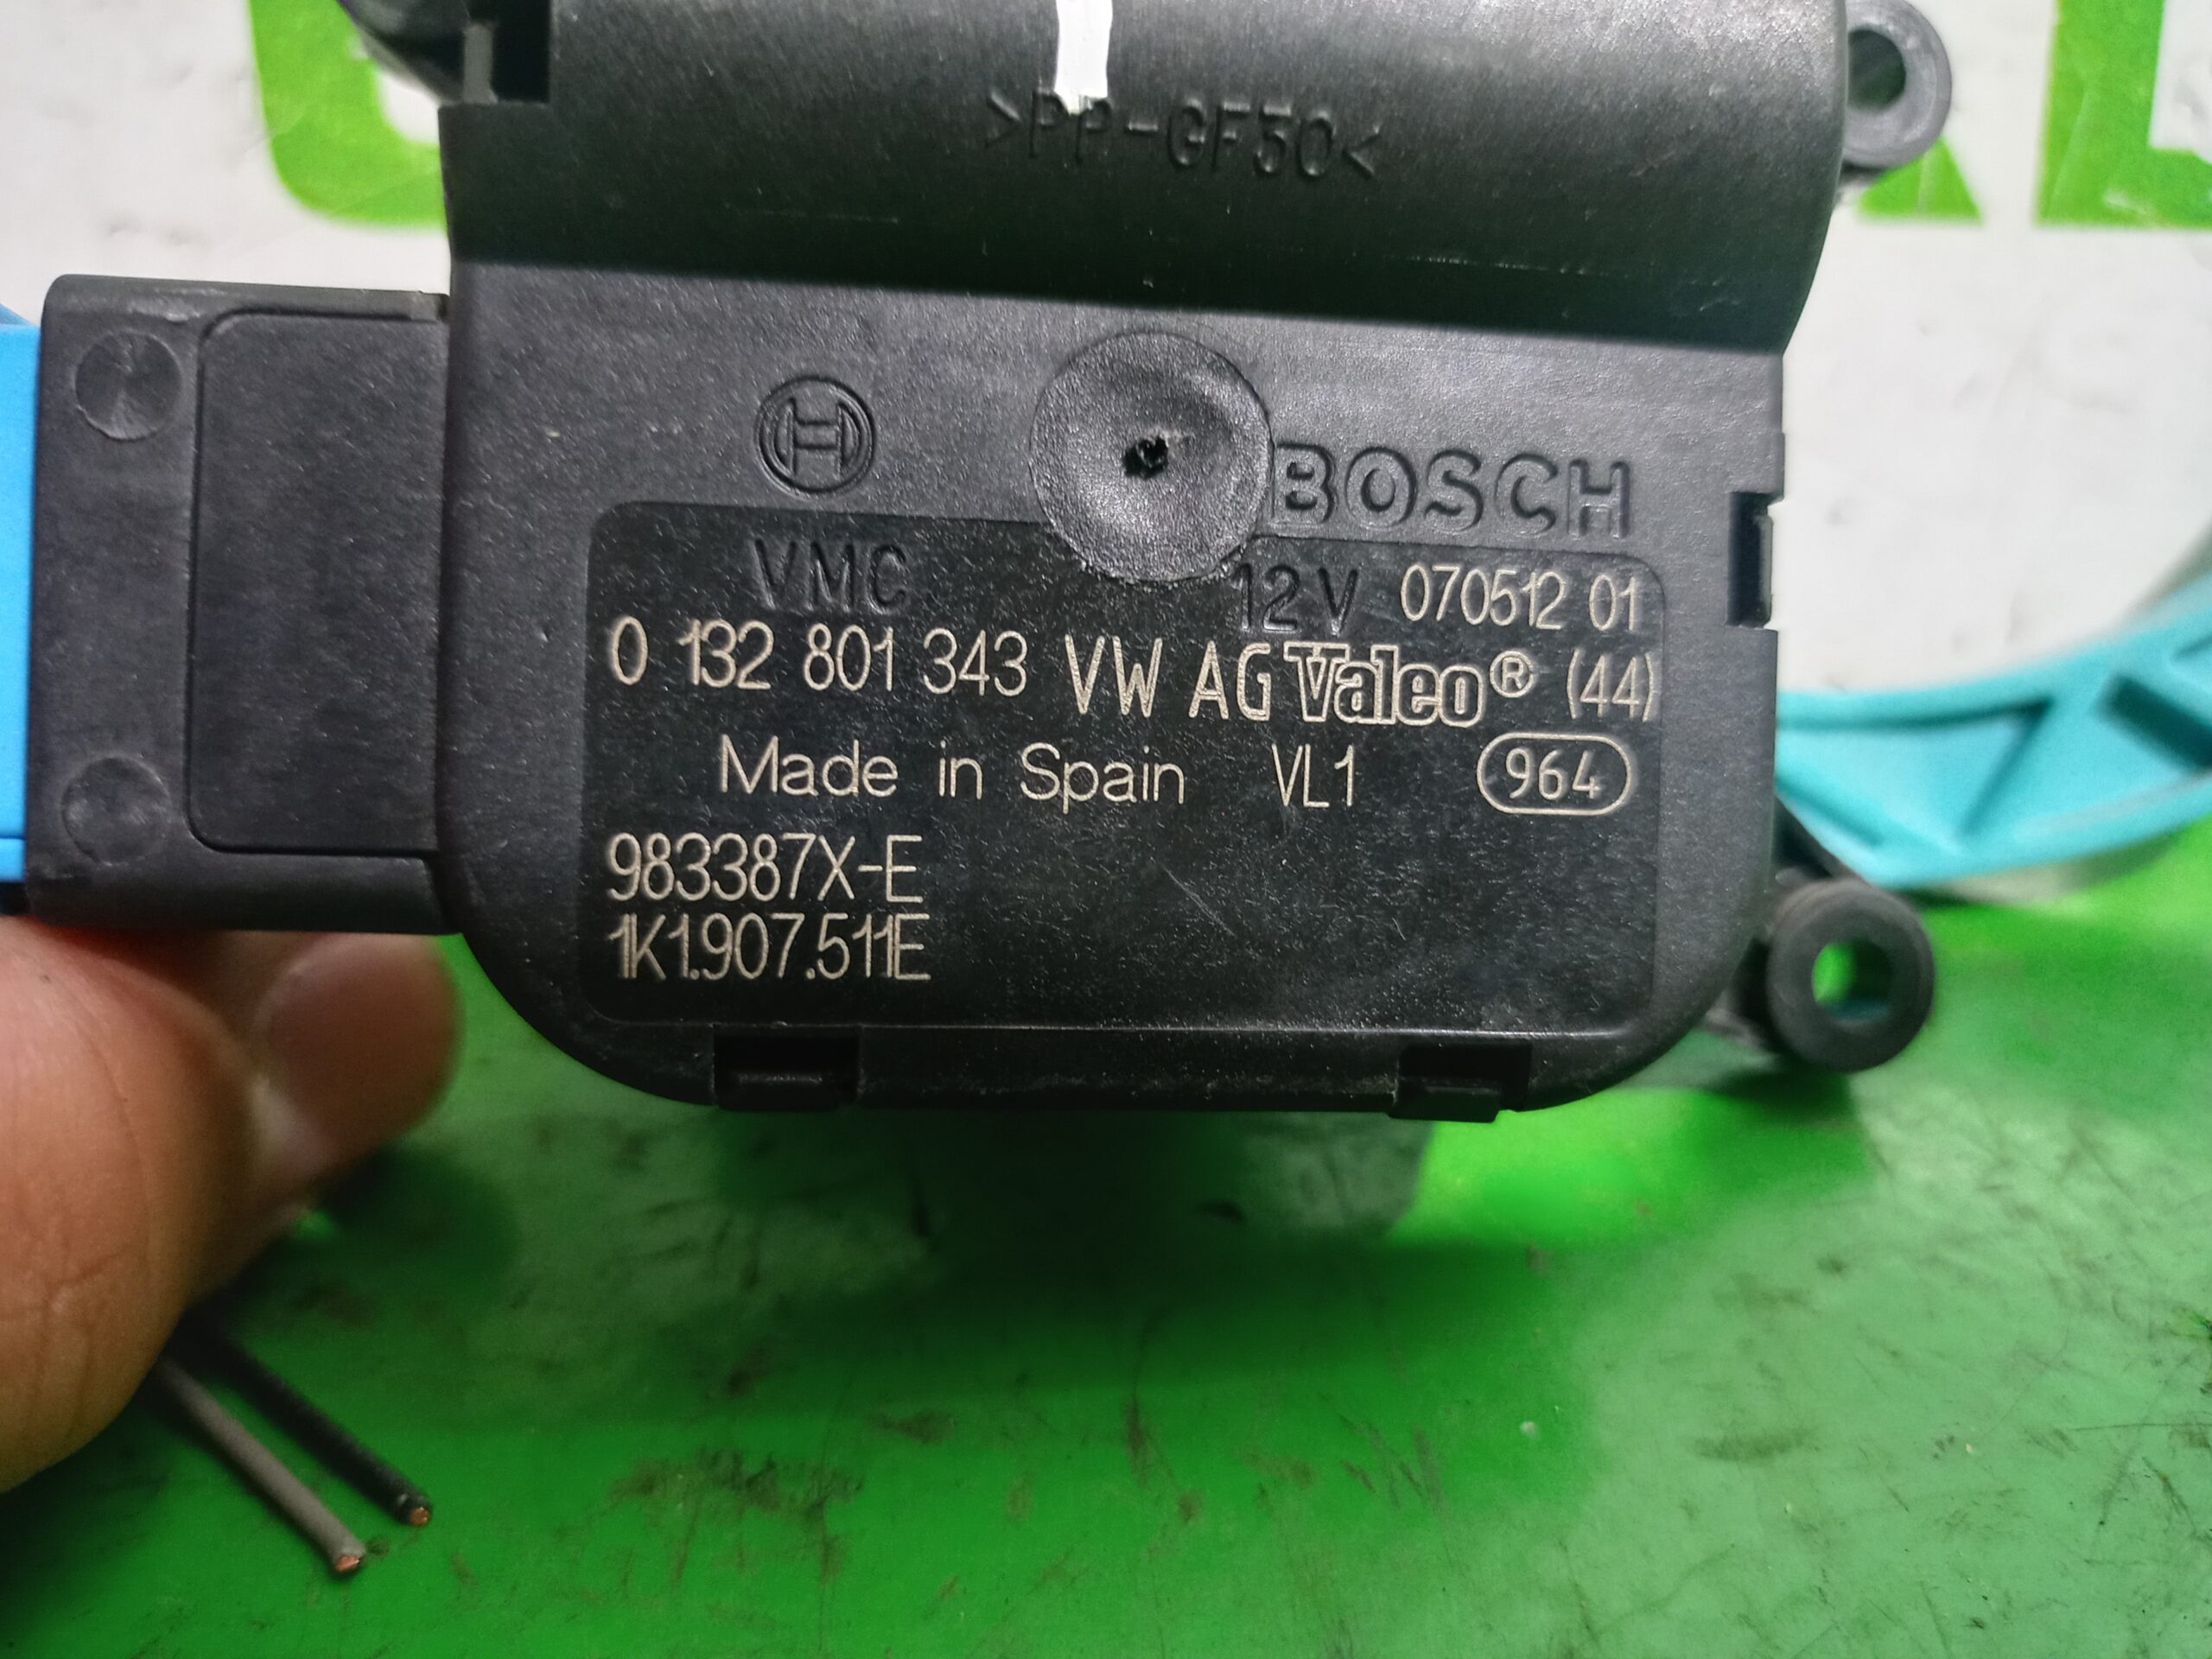 >PP-GF30<
BOSCH
VMC 12V 070512 01
0 132 801 343 VW AG Valeo® (44)
Made in Spain VL1 964
983387X-E
1K1.907.511E